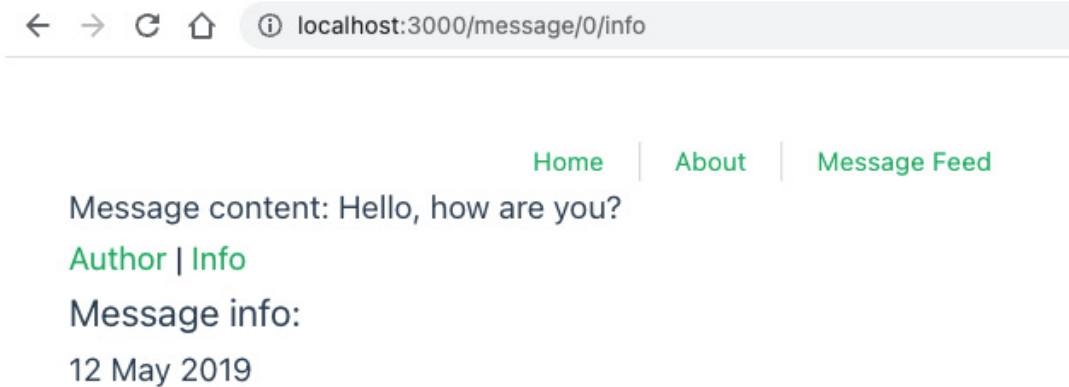 localhost:3000/message/0/info
Home About Message Feed
Message content: Hello, how are you?
Author | Info
Message info:
12 May 2019